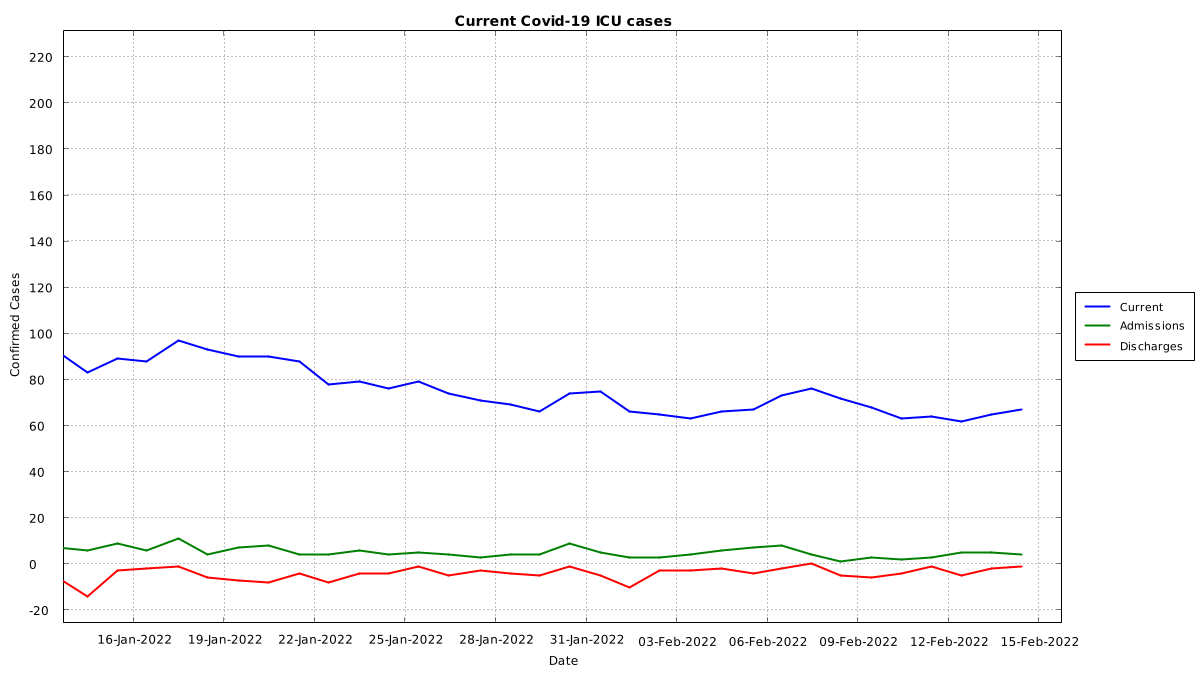 Current Covid-19 ICU cases
220
200
180
160
140
120
100
80
60
40
20
0
-20
Confirmed Cases
16-Jan-2022
19-Jan-2022
22-Jan-2022
25-Jan-2022
28-Jan-2022
31-Jan-2022
03-Feb-2022
06-Feb-2022
09-Feb-2022
12-Feb-2022
15-Feb-2022
Date
Current
Admissions
Discharges